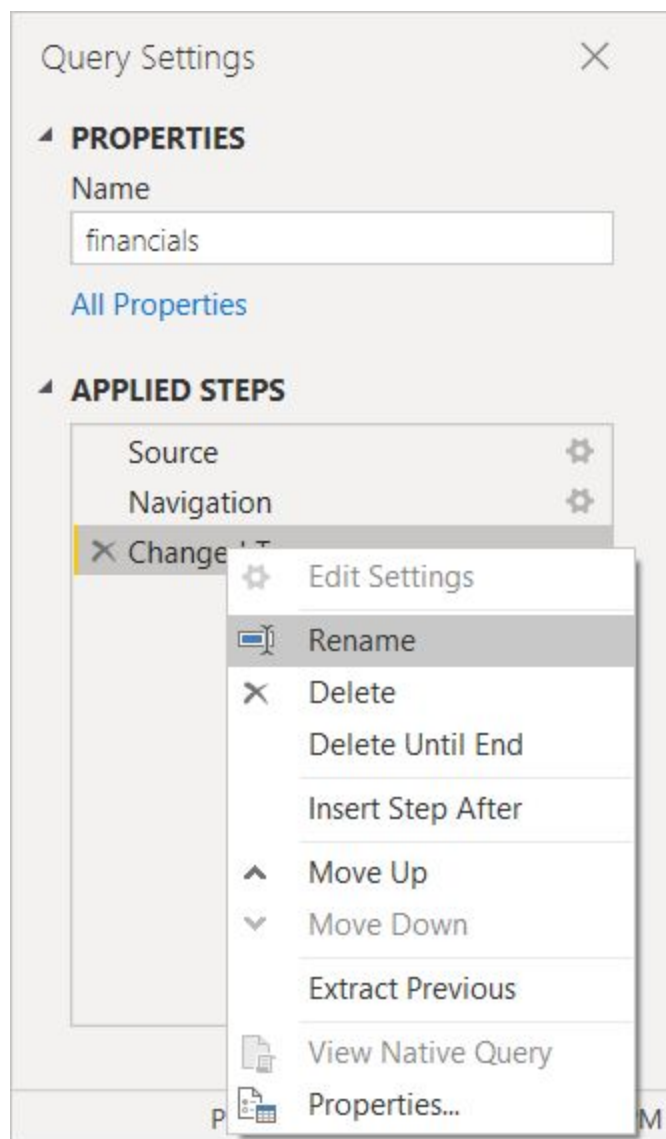 Query Settings
PROPERTIES
Name
financials
All Properties
APPLIED STEPS
Source
Navigation
Edit Settings
Rename
Delete
Delete Until End
Insert Step After
Move Up
Move Down
Extract Previous
View Native Query
Properties...